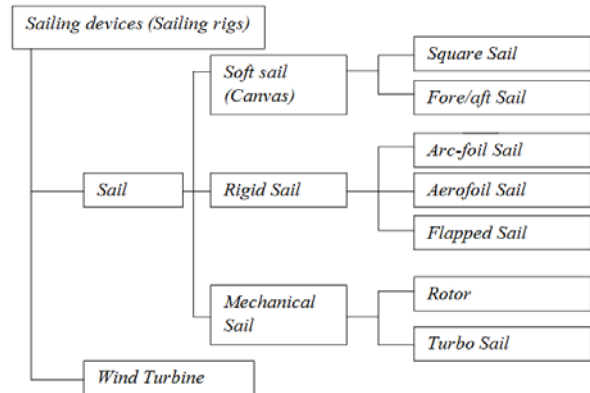 Sailing devices (Sailing rigs)
Soft sail
(Canvas)
Square Sail
Fore/aft Sail
Sail
Rigid Sail
Arc-foil Sail
Aerofoil Sail
Flapped Sail
Mechanical
Sail
Rotor
Turbo Sail
Wind Turbine